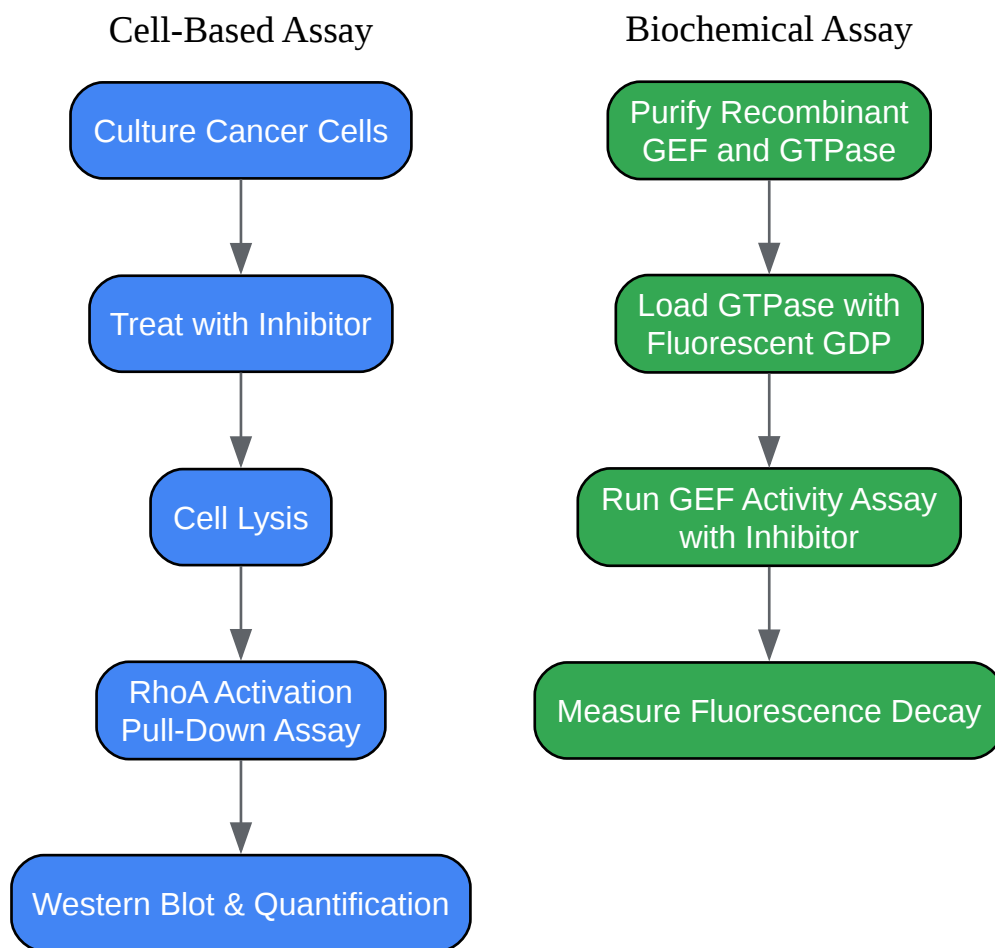 Cell-Based Assay
Culture Cancer Cells
Treat with Inhibitor
Cell Lysis
RhoA Activation
Pull-Down Assay
Western Blot & Quantification
Biochemical Assay
Purify Recombinant
GEF and GTPase
Load GTPase with
Fluorescent GDP
Run GEF Activity Assay
with Inhibitor
Measure Fluorescence Decay